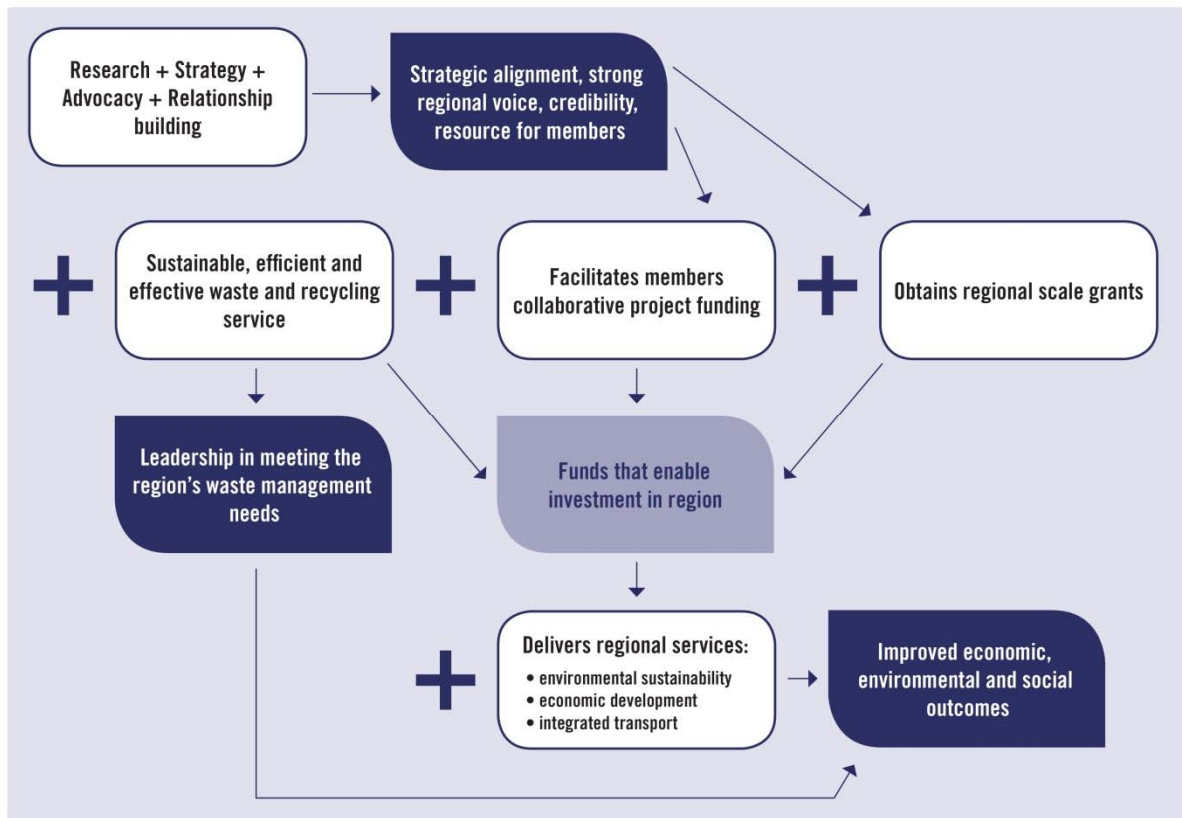 Research + Strategy +
Advocacy + Relationship
building
Strategic alignment, strong
regional voice, credibility,
resource for members
+
Sustainable, efficient and
effective waste and recycling
service
+
Facilitates members
collaborative project funding
+
Obtains regional scale grants
Leadership in meeting the
region’s waste management
needs
Funds that enable
investment in region
+
Delivers regional services:
• environmental sustainability
• economic development
• integrated transport
Improved economic,
environmental and social
outcomes